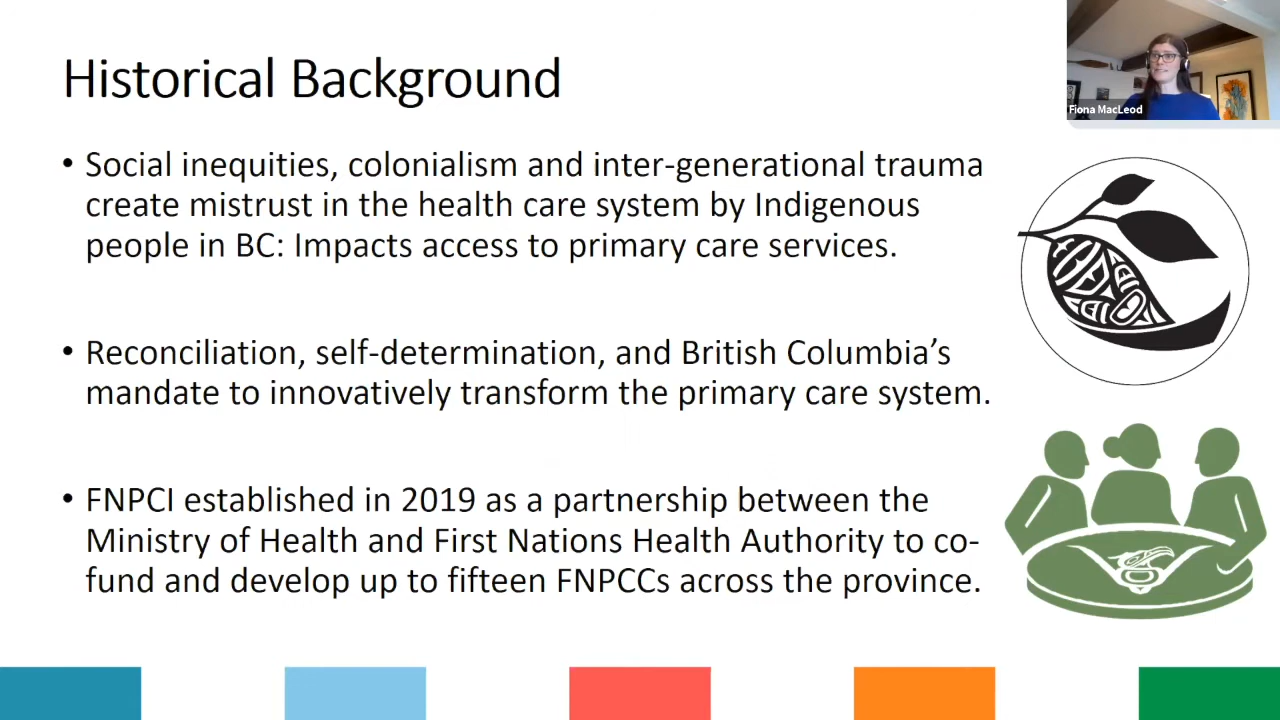 Historical Background
Fiona MacLeod
• Social inequities, colonialism and inter-generational trauma
create mistrust in the health care system by Indigenous
people in BC: Impacts access to primary care services.
• Reconciliation, self-determination, and British Columbia’s
mandate to innovatively transform the primary care system.
• FNPCI established in 2019 as a partnership between the
Ministry of Health and First Nations Health Authority to co-
fund and develop up to fifteen FNPCCs across the province.